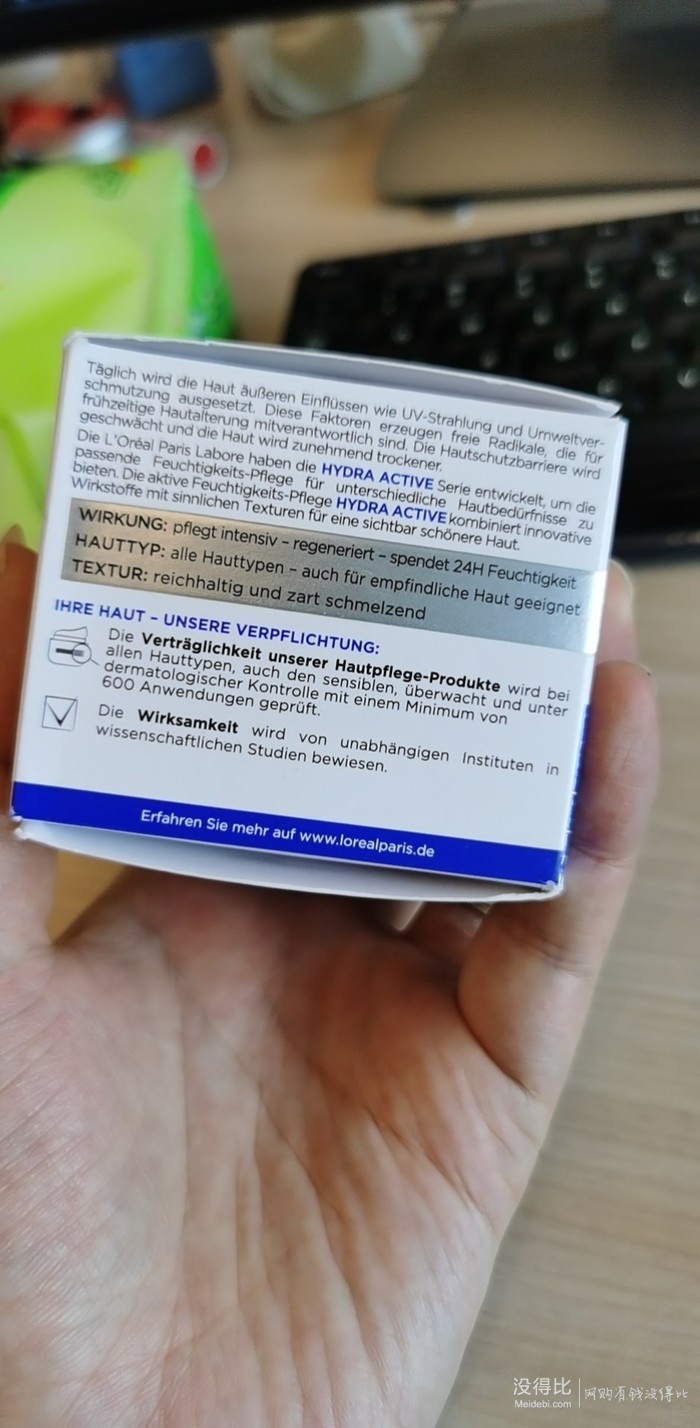 Täglich wird die Haut äußeren Einflüssen wie UV-Strahlung und Umweltver-
schmutzung ausgesetzt. Diese Faktoren erzeugen freie Radikale, die für
frühzeitige Hautalterung mitverantwortlich sind. Die Hautschutzbarriere wird
geschwächt und die Haut wird zunehmend trockener.
Die L'Oréal Paris Labore haben die HYDRA ACTIVE Serie entwickelt, um die
passende Feuchtigkeits-Pflege für unterschiedliche Hautbedürfnisse zu
bieten. Die aktive Feuchtigkeits-Pflege HYDRA ACTIVE kombiniert innovative
Wirkstoffe mit sinnlichen Texturen für eine sichtbar schönere Haut.
WIRKUNG: pflegt intensiv – regeneriert – spendet 24H Feuchtigkeit
HAUTTYP: alle Hauttypen – auch für empfindliche Haut geeignet
TEXTUR: reichhaltig und zart schmelzend
IHRE HAUT – UNSERE VERPFLICHTUNG:
Die Verträglichkeit unserer Hautpflege-Produkte wird bei
allen Hauttypen, auch den sensiblen, überwacht und unter
dermatologischer Kontrolle mit einem Minimum von
600 Anwendungen geprüft.
Die Wirksamkeit wird von unabhängigen Instituten in
wissenschaftlichen Studien bewiesen.
Erfahren Sie mehr auf www.lorealparis.de
没得比 网购有钱没得比
Meidebi.com